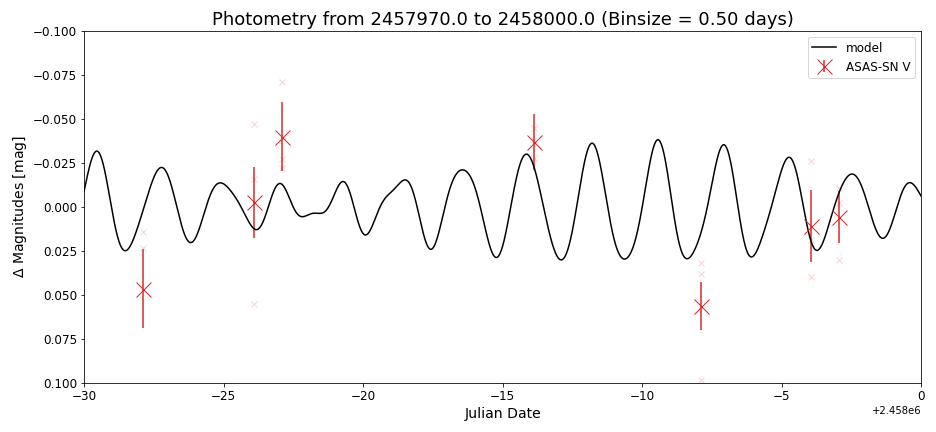 Photometry from 2457970.0 to 2458000.0 (Binsize = 0.50 days)
−0.100
−0.075
−0.050
−0.025
0.000
0.025
0.050
0.075
0.100
Δ Magnitudes [mag]
model
ASAS-SN V
−30
−25
−20
−15
−10
−5
0
+2.458e6
Julian Date